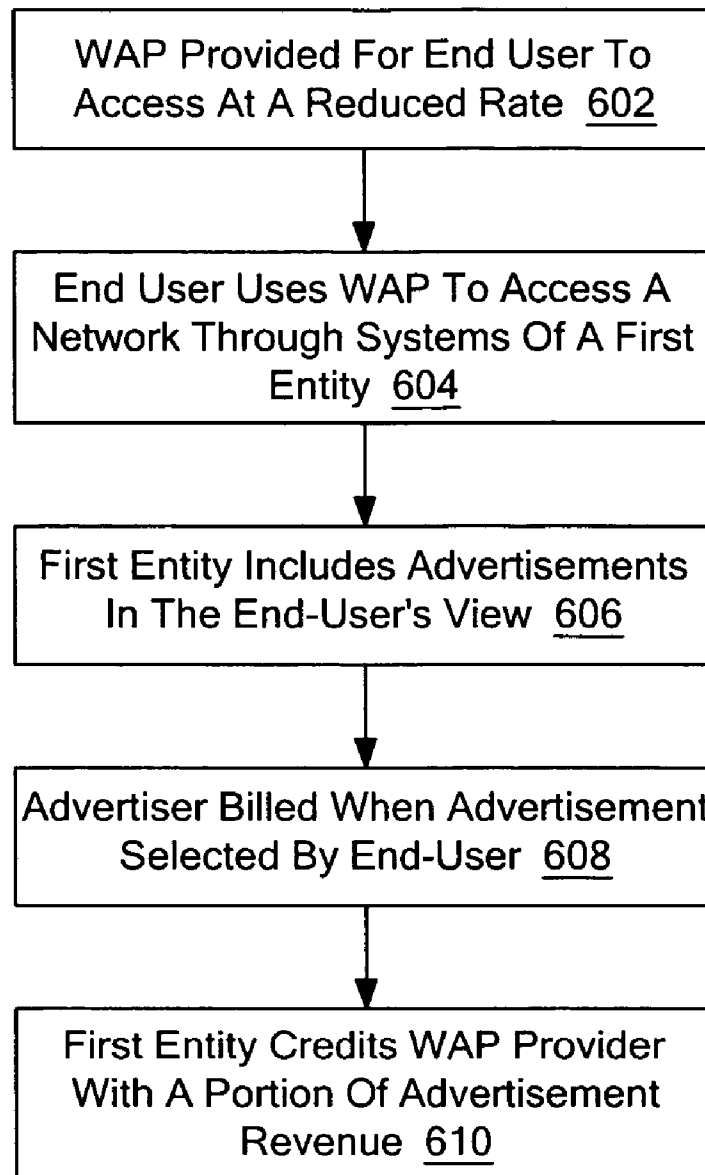 WAP Provided For End User To
Access At A Reduced Rate 602
End User Uses WAP To Access A
Network Through Systems Of A First
Entity 604
First Entity Includes Advertisements
In The End-User's View 606
Advertiser Billed When Advertisement
Selected By End-User 608
First Entity Credits WAP Provider
With A Portion Of Advertisement
Revenue 610